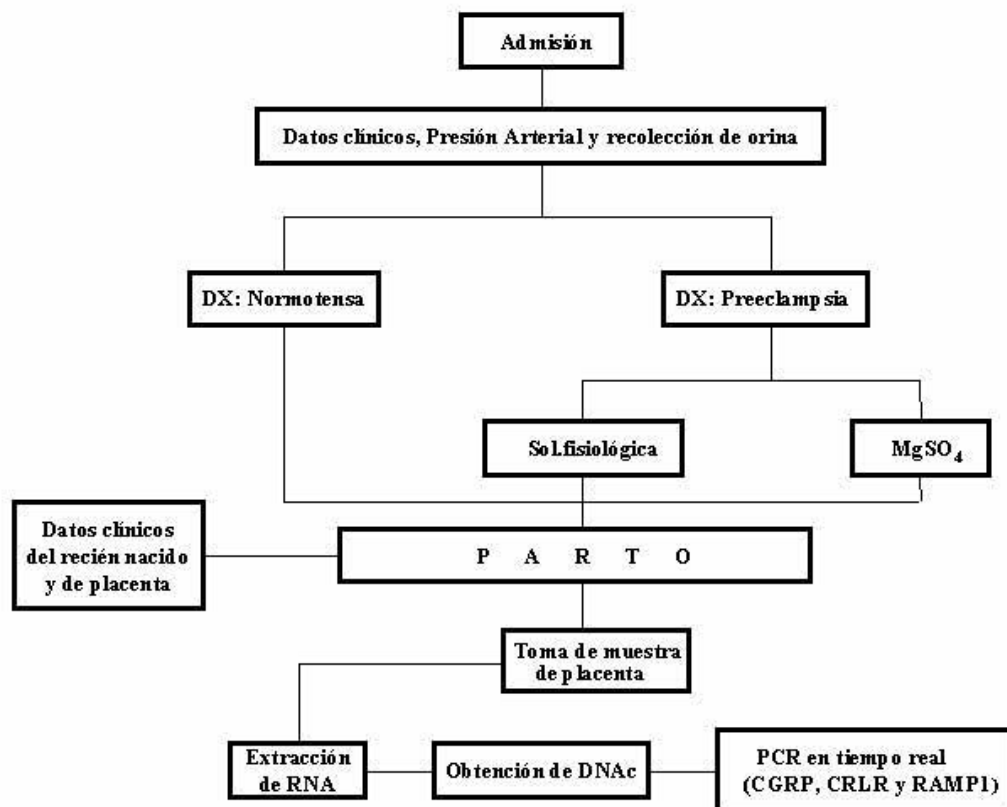 Admisión
Datos clínicos, Presión Arterial y recolección de orina
DX: Normotensa
DX: Preeclampsia
Sol.fisiológica
MgSO4
Datos clínicos
del recién nacido
y de placenta
P A R T O
Toma de muestra
de placenta
Extracción
de RNA
Obtención de DNAc
PCR en tiempo real
(CGRP, CRLR y RAMP1)